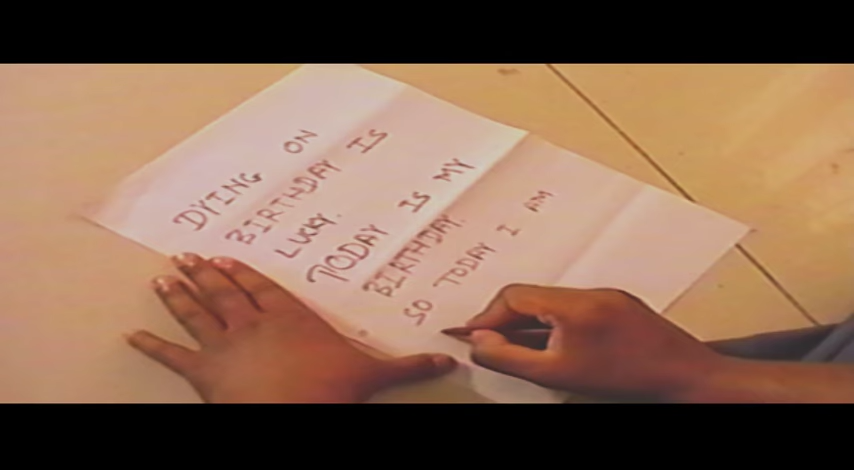 DYING ON
BIRTHDAY IS
LUCKY.
TODAY IS MY
BIRTHDAY.
SO TODAY I AM